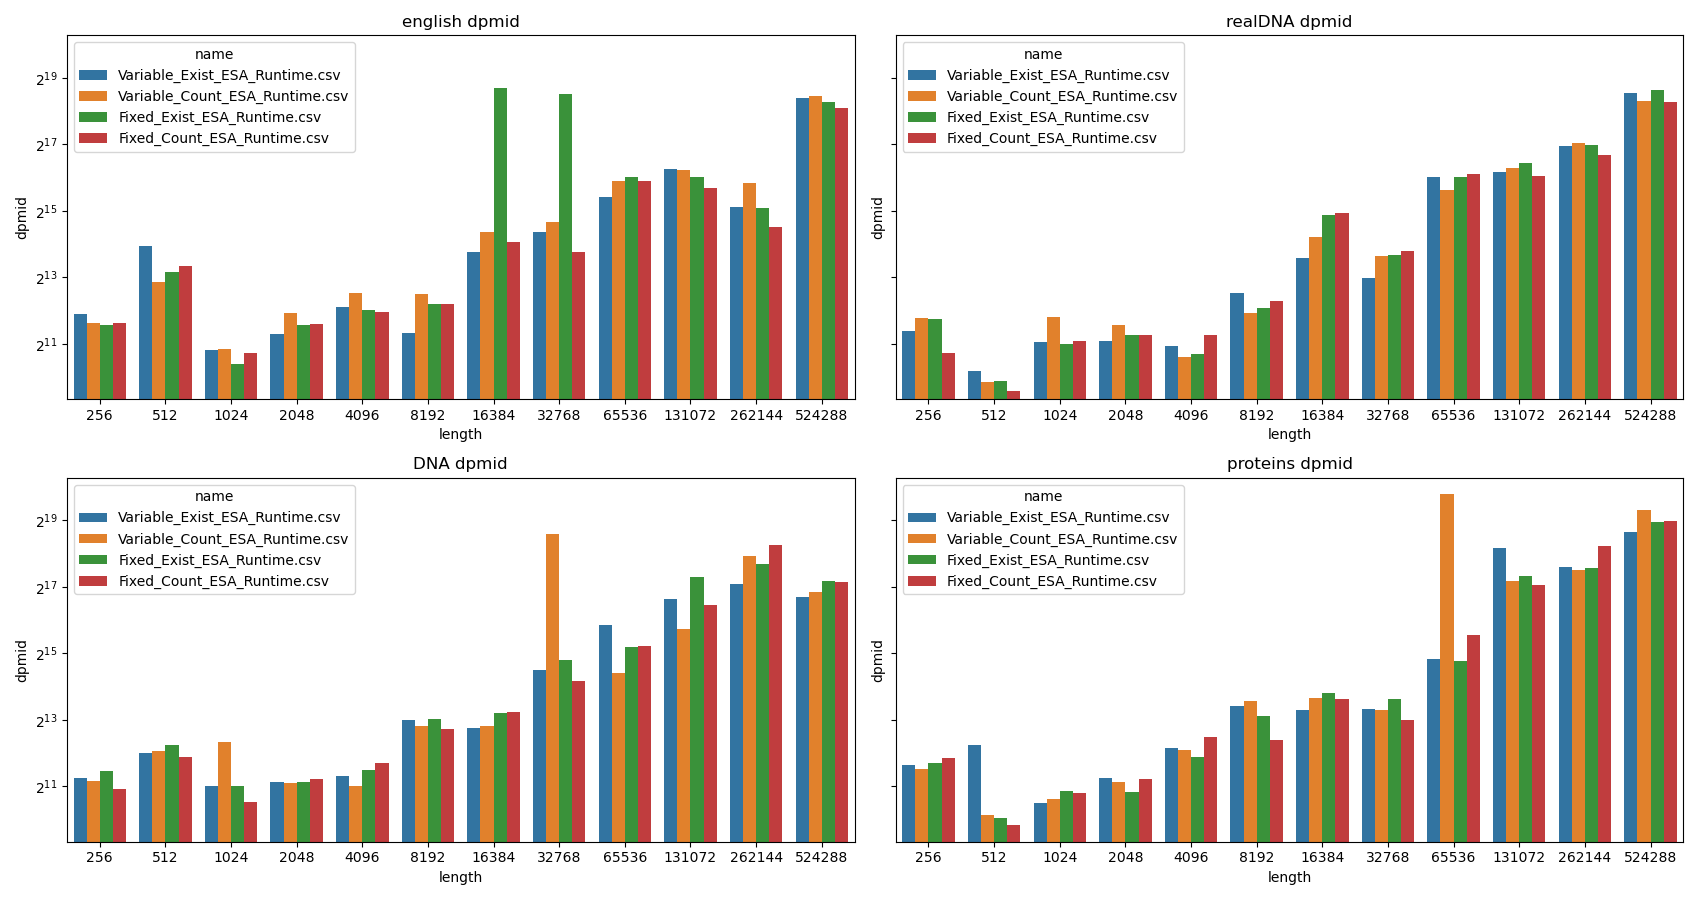 english dpmid
name
Variable_Exist_ESA_Runtime.csv
Variable_Count_ESA_Runtime.csv
Fixed_Exist_ESA_Runtime.csv
Fixed_Count_ESA_Runtime.csv
2^19
2^17
2^15
2^13
2^11
dpmid
256 512 1024 2048 4096 8192 16384 32768 65536 131072 262144 524288
length
realDNA dpmid
name
Variable_Exist_ESA_Runtime.csv
Variable_Count_ESA_Runtime.csv
Fixed_Exist_ESA_Runtime.csv
Fixed_Count_ESA_Runtime.csv
dpmid
256 512 1024 2048 4096 8192 16384 32768 65536 131072 262144 524288
length
DNA dpmid
name
Variable_Exist_ESA_Runtime.csv
Variable_Count_ESA_Runtime.csv
Fixed_Exist_ESA_Runtime.csv
Fixed_Count_ESA_Runtime.csv
2^19
2^17
2^15
2^13
2^11
dpmid
256 512 1024 2048 4096 8192 16384 32768 65536 131072 262144 524288
length
proteins dpmid
name
Variable_Exist_ESA_Runtime.csv
Variable_Count_ESA_Runtime.csv
Fixed_Exist_ESA_Runtime.csv
Fixed_Count_ESA_Runtime.csv
dpmid
256 512 1024 2048 4096 8192 16384 32768 65536 131072 262144 524288
length